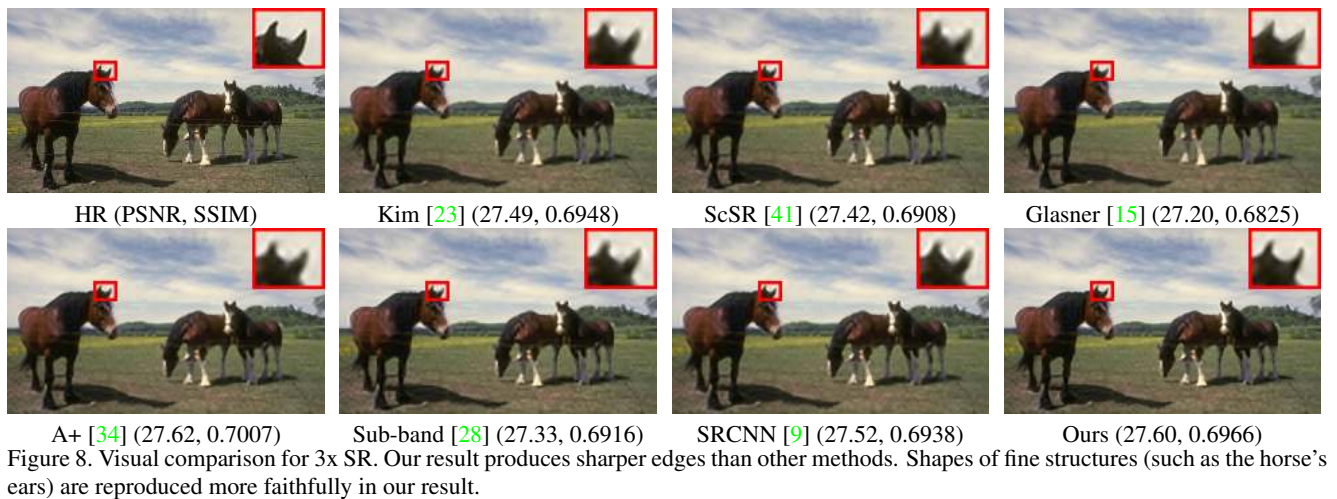 HR (PSNR, SSIM)
Kim [23] (27.49, 0.6948)
ScSR [41] (27.42, 0.6908)
Glasner [15] (27.20, 0.6825)
A+ [34] (27.62, 0.7007)
Sub-band [28] (27.33, 0.6916)
SRCNN [9] (27.52, 0.6938)
Ours (27.60, 0.6966)
Figure 8. Visual comparison for 3x SR. Our result produces sharper edges than other methods. Shapes of fine structures (such as the horse's
ears) are reproduced more faithfully in our result.